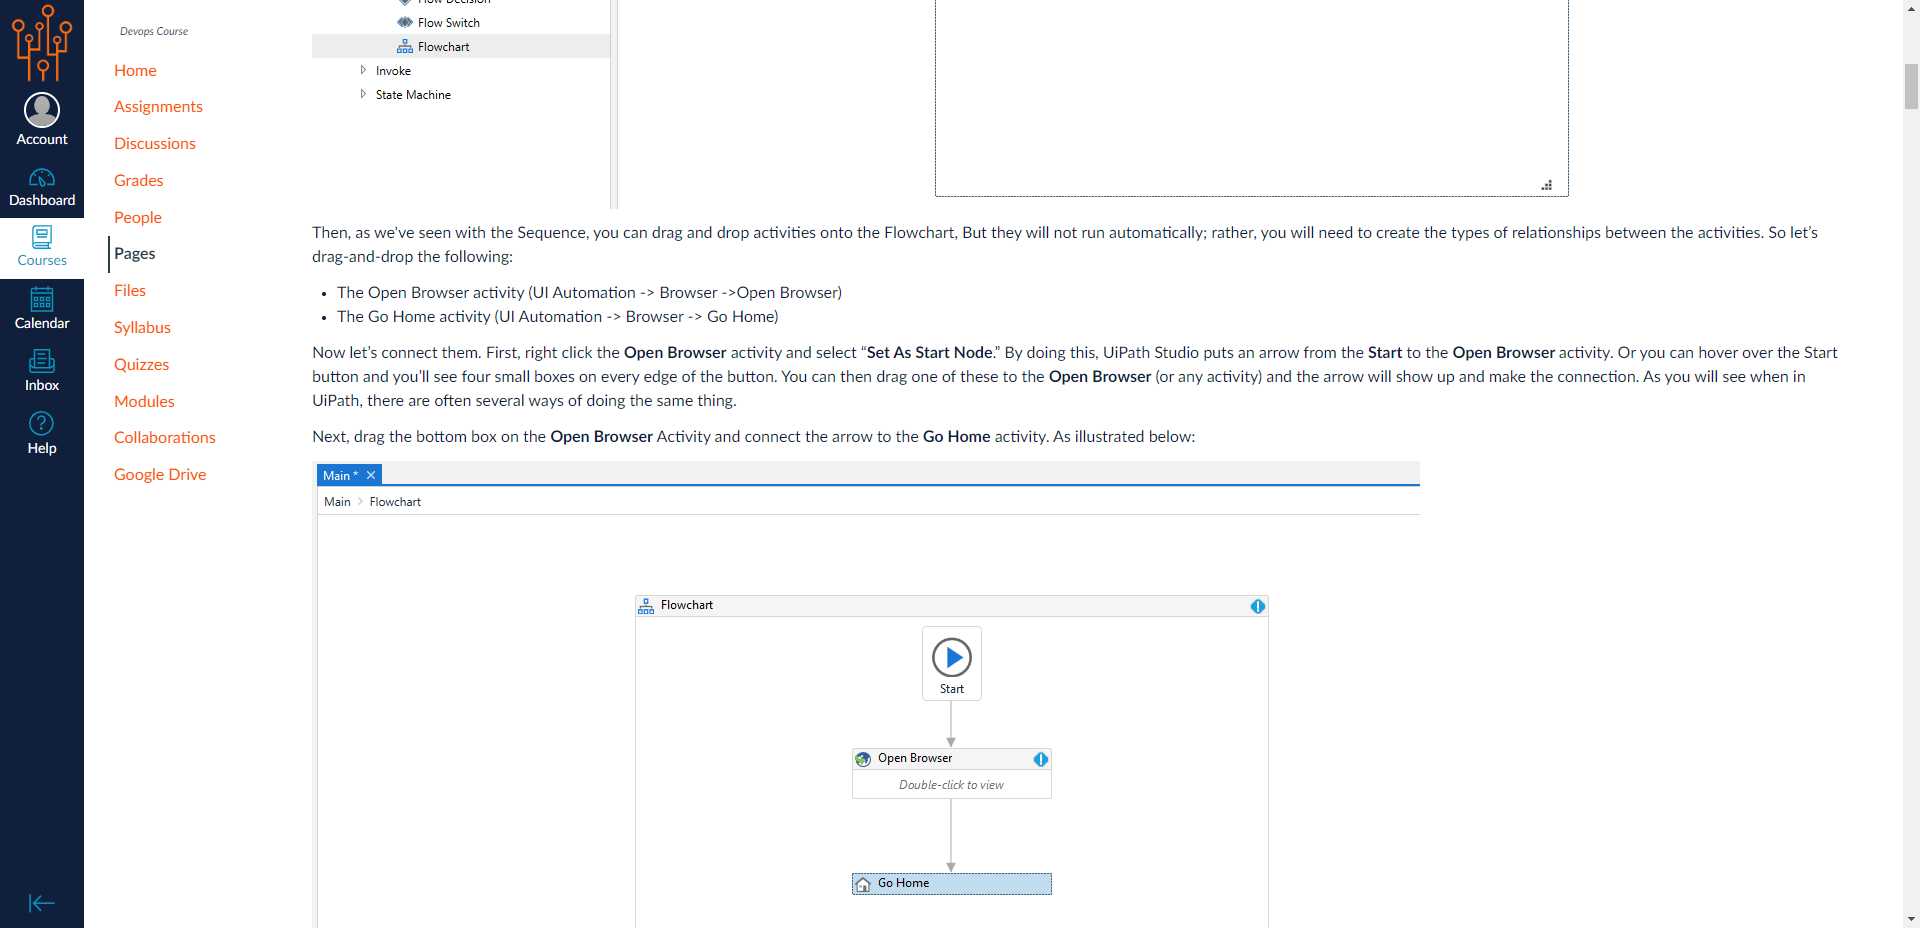 Flow Decision
Flow Switch
Flowchart
Invoke
State Machine
Devops Course
Home
Assignments
Discussions
Grades
People
Pages
Files
Syllabus
Quizzes
Modules
Collaborations
Google Drive
Account
Dashboard
Courses
Calendar
Inbox
Help
Then, as we've seen with the Sequence, you can drag and drop activities onto the Flowchart, But they will not run automatically; rather, you will need to create the types of relationships between the activities. So let’s
drag-and-drop the following:
• The Open Browser activity (UI Automation -> Browser ->Open Browser)
• The Go Home activity (UI Automation -> Browser -> Go Home)
Now let’s connect them. First, right click the Open Browser activity and select “Set As Start Node.” By doing this, UiPath Studio puts an arrow from the Start to the Open Browser activity. Or you can hover over the Start
button and you’ll see four small boxes on every edge of the button. You can then drag one of these to the Open Browser (or any activity) and the arrow will show up and make the connection. As you will see when in
UiPath, there are often several ways of doing the same thing.
Next, drag the bottom box on the Open Browser Activity and connect the arrow to the Go Home activity. As illustrated below:
Main *
Main > Flowchart
Flowchart
Start
Open Browser
Double-click to view
Go Home